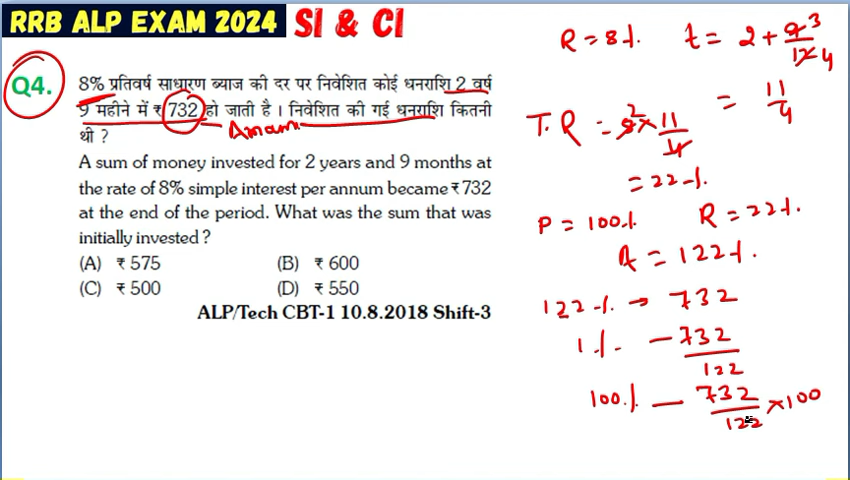 RRB ALP EXAM 2024 SI & CI
Q4.
8% प्रतिवर्ष साधारण ब्याज की दर पर निवेशित कोई धनराशि 2 वर्ष
9 महीने में ₹ 732 हो जाती है। निवेशित की गई धनराशि कितनी
थी ?
A sum of money invested for 2 years and 9 months at
the rate of 8% simple interest per annum became ₹ 732
at the end of the period. What was the sum that was
initially invested ?
(A) ₹ 575 (B) ₹ 600
(C) ₹ 500 (D) ₹ 550
ALP/Tech CBT-1 10.8.2018 Shift-3
R = 8% t = 2 + 9/12 3 4
= 11/4
T.R = 8 × 11/4 2
= 22%
P = 100% R = 22%
A = 122%
122% → 732
1% — 732/122
100% — 732/122 × 100